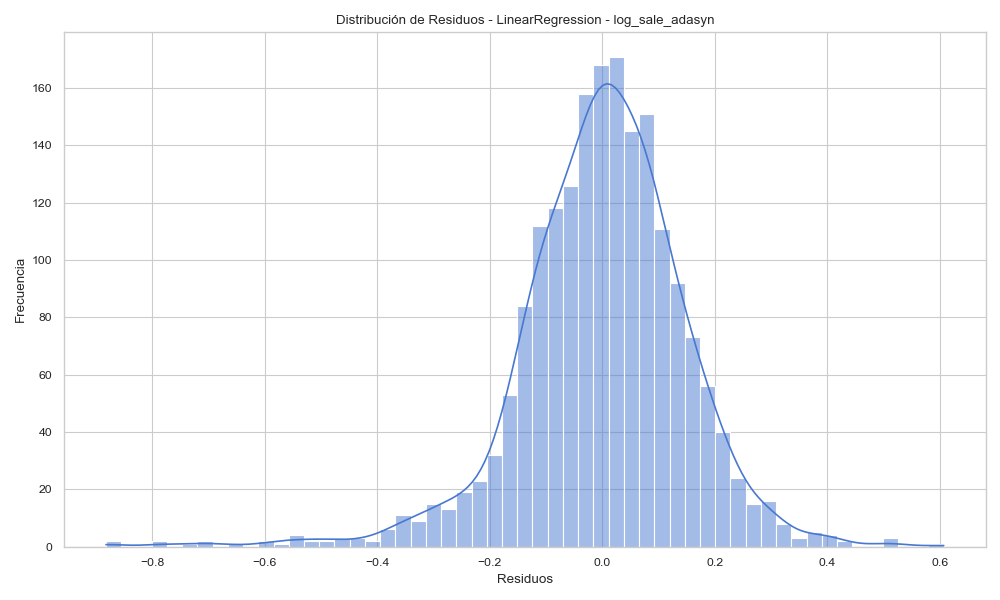 Distribución de Residuos - LinearRegression - log_sale_adasyn
160
140
120
100
80
60
40
20
0
Frecuencia
−0.8 −0.6 −0.4 −0.2 0.0 0.2 0.4 0.6
Residuos